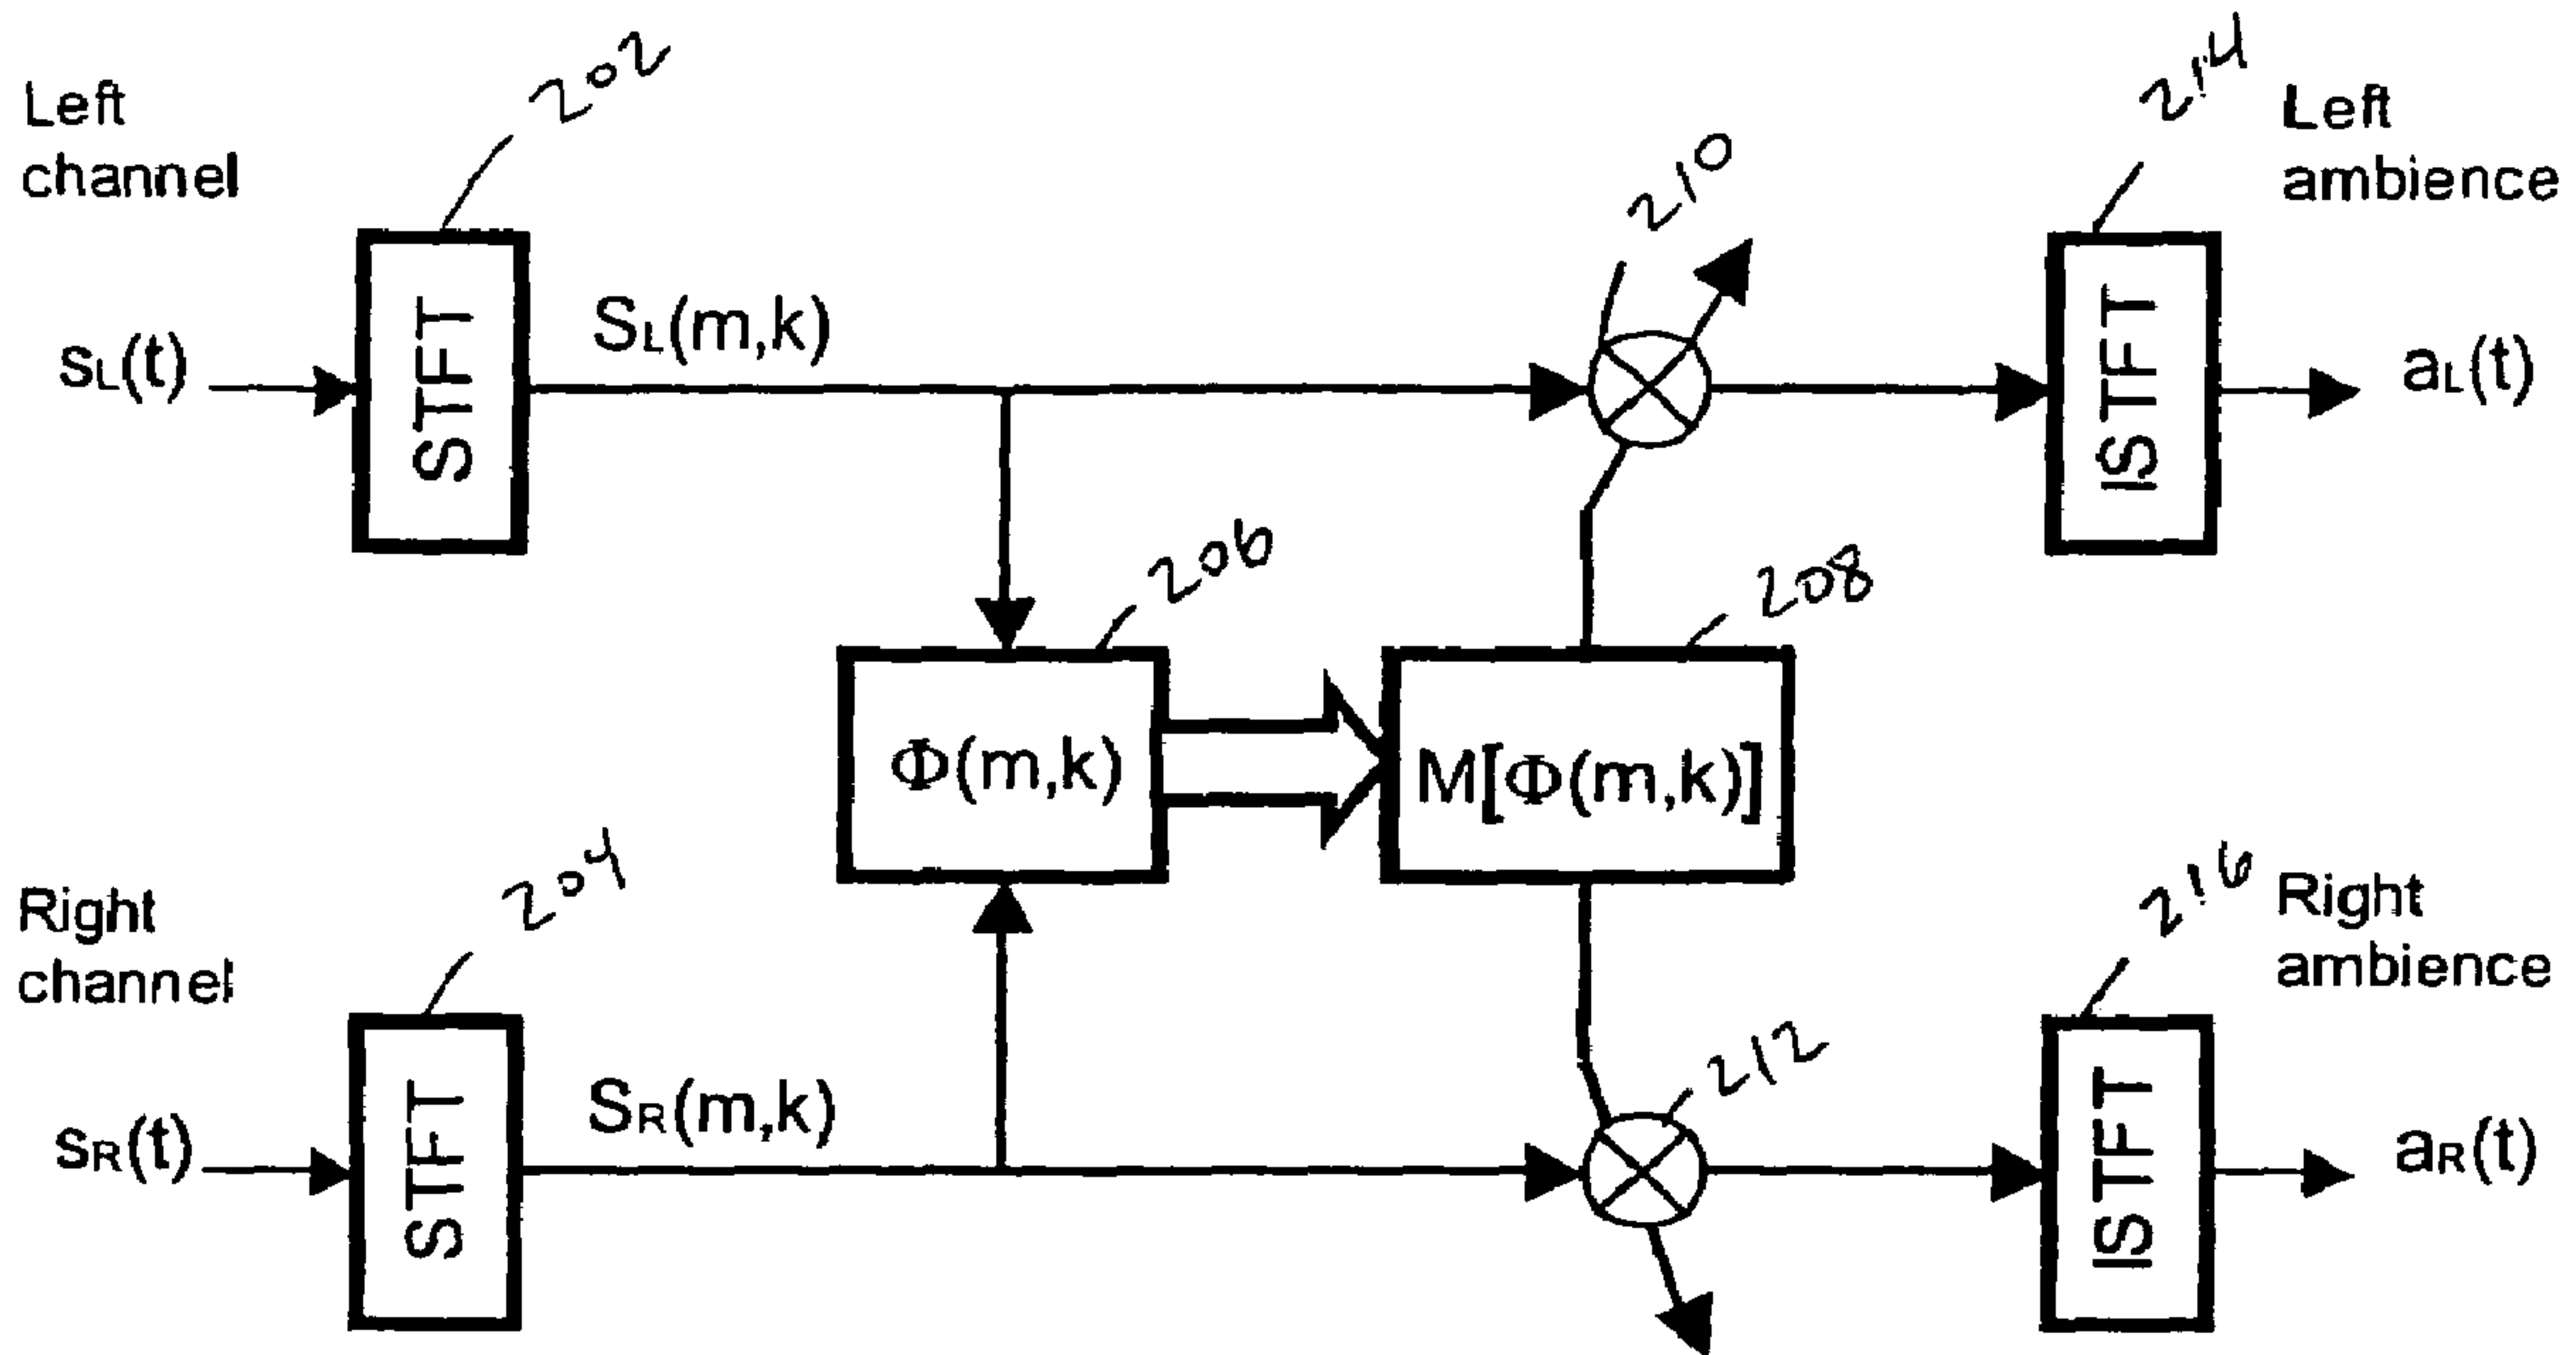 Left
channel
202
214
Left
ambience
210
sL(t)
STFT
SL(m,k)
ISTFT
aL(t)
206
208
Φ(m,k)
M[Φ(m,k)]
Right
channel
204
216
Right
ambience
212
sR(t)
STFT
SR(m,k)
ISTFT
aR(t)